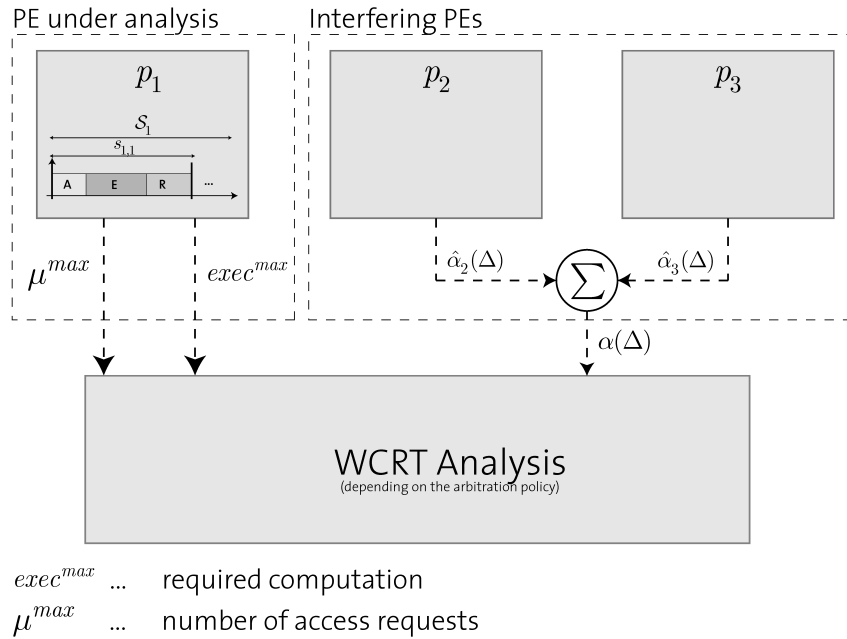 PE under analysis
Interfering PEs
p₁
p₂
p₃
𝒮₁
s₁,₁
A E R ...
μᵐᵃˣ
execᵐᵃˣ
α̂₂(Δ)
∑
α̂₃(Δ)
α(Δ)
WCRT Analysis
(depending on the arbitration policy)
execᵐᵃˣ ... required computation
μᵐᵃˣ ... number of access requests